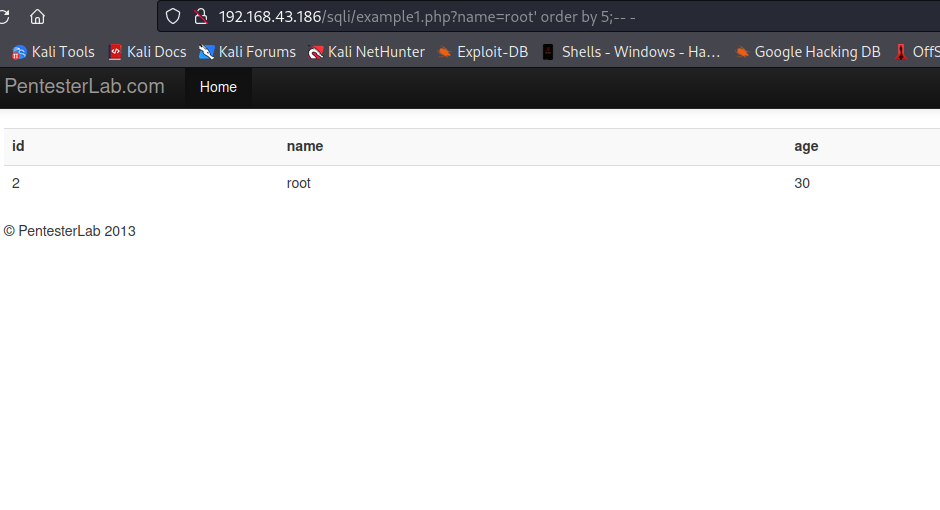 192.168.43.186/sqli/example1.php?name=root' order by 5;-- -
Kali Tools Kali Docs Kali Forums Kali NetHunter Exploit-DB Shells - Windows - Ha… Google Hacking DB OffS
PentesterLab.com Home
id name age
2 root 30
© PentesterLab 2013